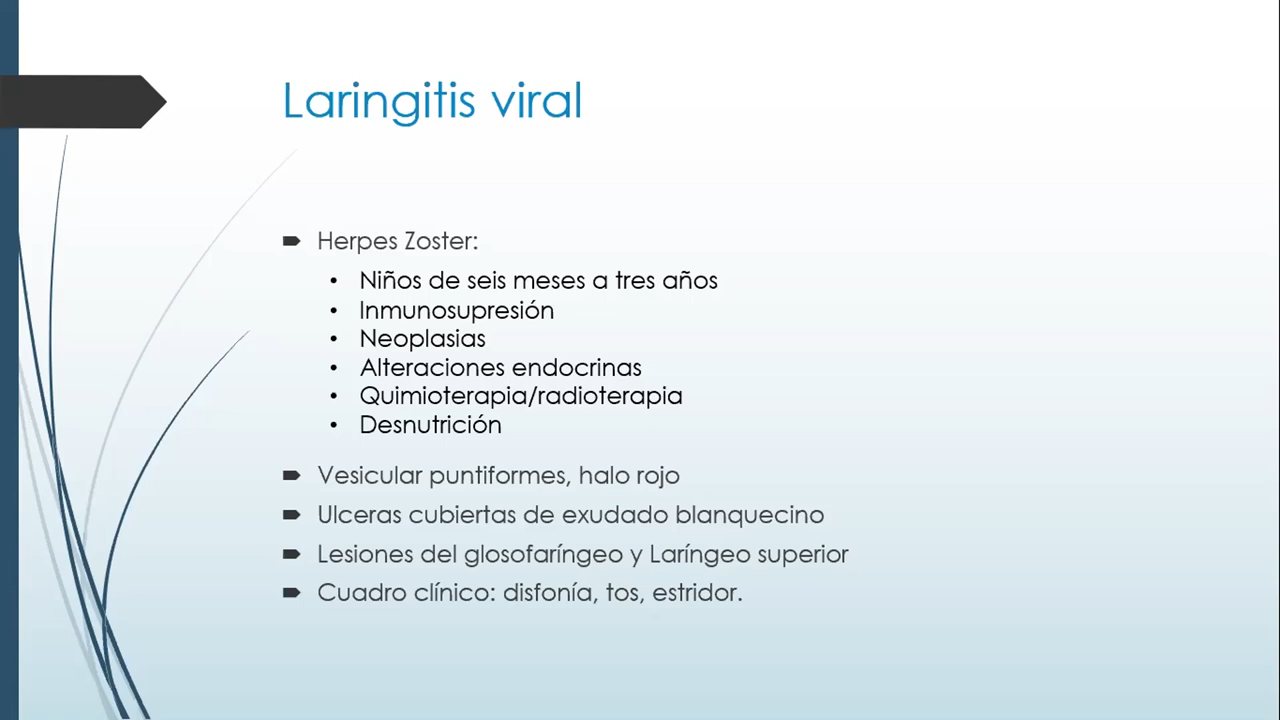 Laringitis viral
Herpes Zoster:
• Niños de seis meses a tres años
• Inmunosupresión
• Neoplasias
• Alteraciones endocrinas
• Quimioterapia/radioterapia
• Desnutrición
Vesicular puntiformes, halo rojo
Ulceras cubiertas de exudado blanquecino
Lesiones del glosofaríngeo y Laríngeo superior
Cuadro clínico: disfonía, tos, estridor.